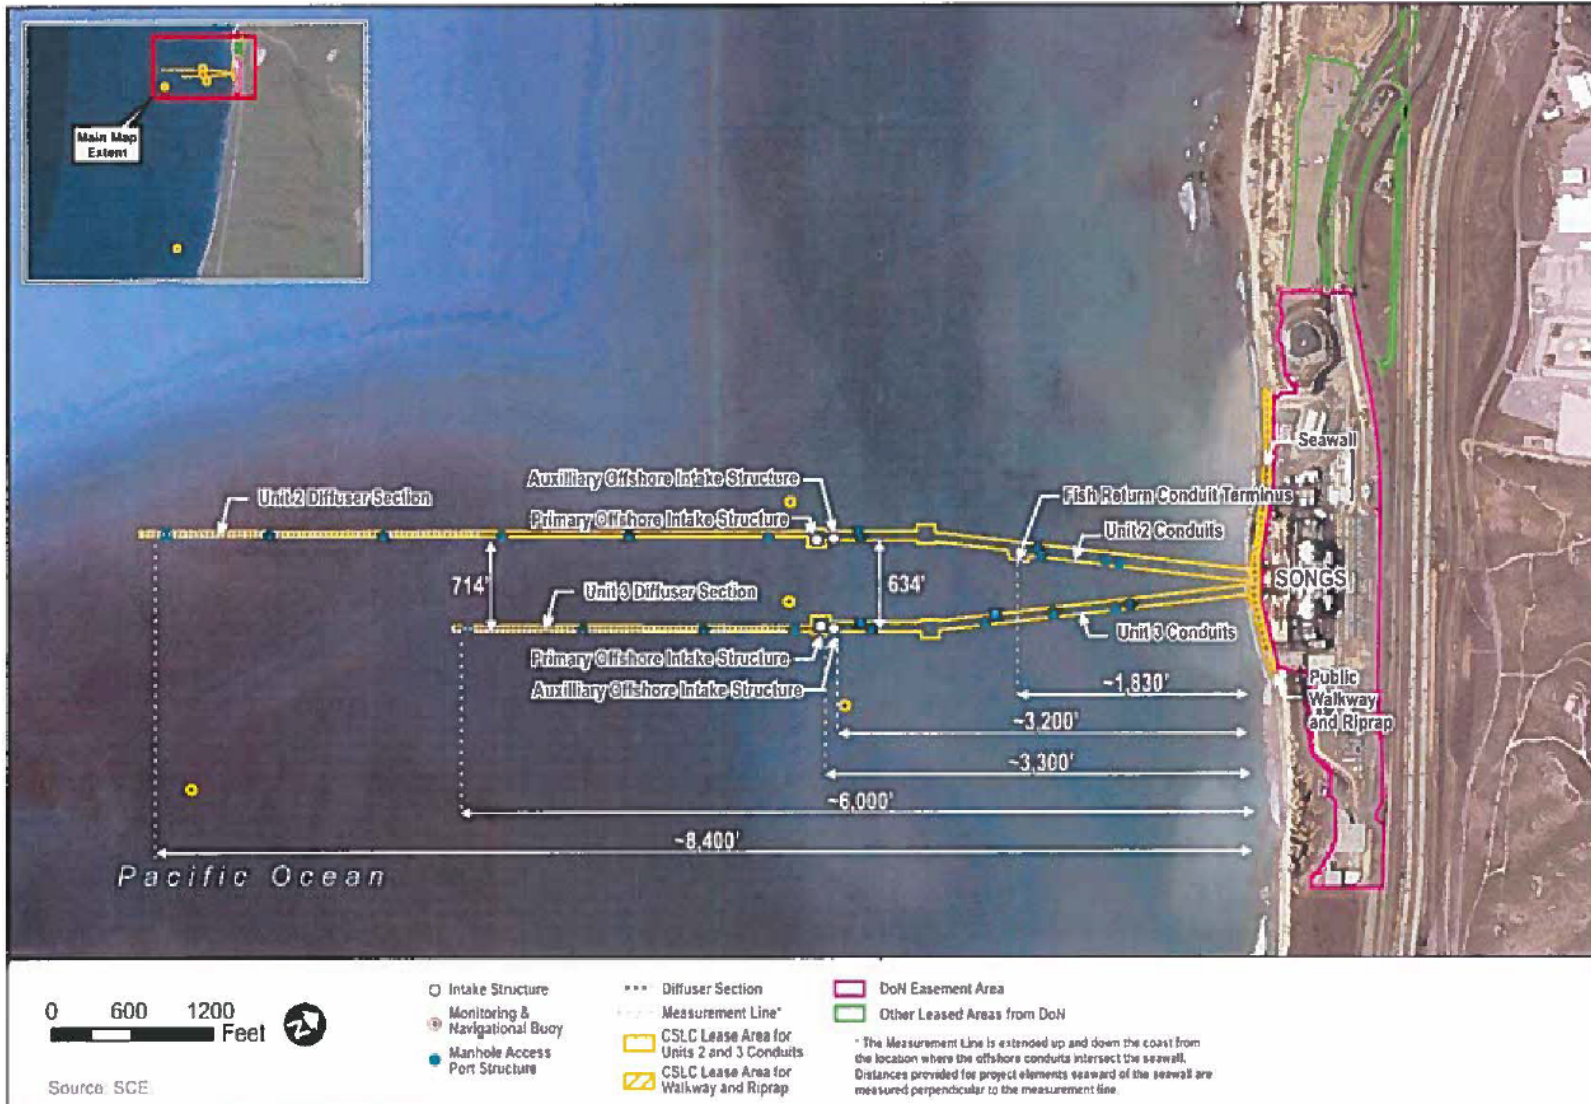 Main Map
Extent
Seawall
Auxilliary Offshore Intake Structure
Unit 2 Diffuser Section
Fish Return Conduit Terminus
Primary Offshore Intake Structure
Unit 2 Conduits
714'
Unit 3 Diffuser Section
634'
SONGS
Unit 3 Conduits
Primary Offshore Intake Structure
Auxilliary Offshore Intake Structure
~1,830'
Public
Walkway
and Riprap
~3,200'
~3,300'
~6,000'
~8,400'
Pacific Ocean
0 600 1200
Feet
Z
Source: SCE
Intake Structure
Monitoring &
Navigational Buoy
Manhole Access
Port Structure
Diffuser Section
Measurement Line*
CSLC Lease Area for
Units 2 and 3 Conduits
CSLC Lease Area for
Walkway and Riprap
DoN Easement Area
Other Leased Areas from DoN
* The Measurement Line is extended up and down the coast from
the location where the offshore conduits intersect the seawall.
Distances provided for project elements seaward of the seawall are
measured perpendicular to the measurement line.